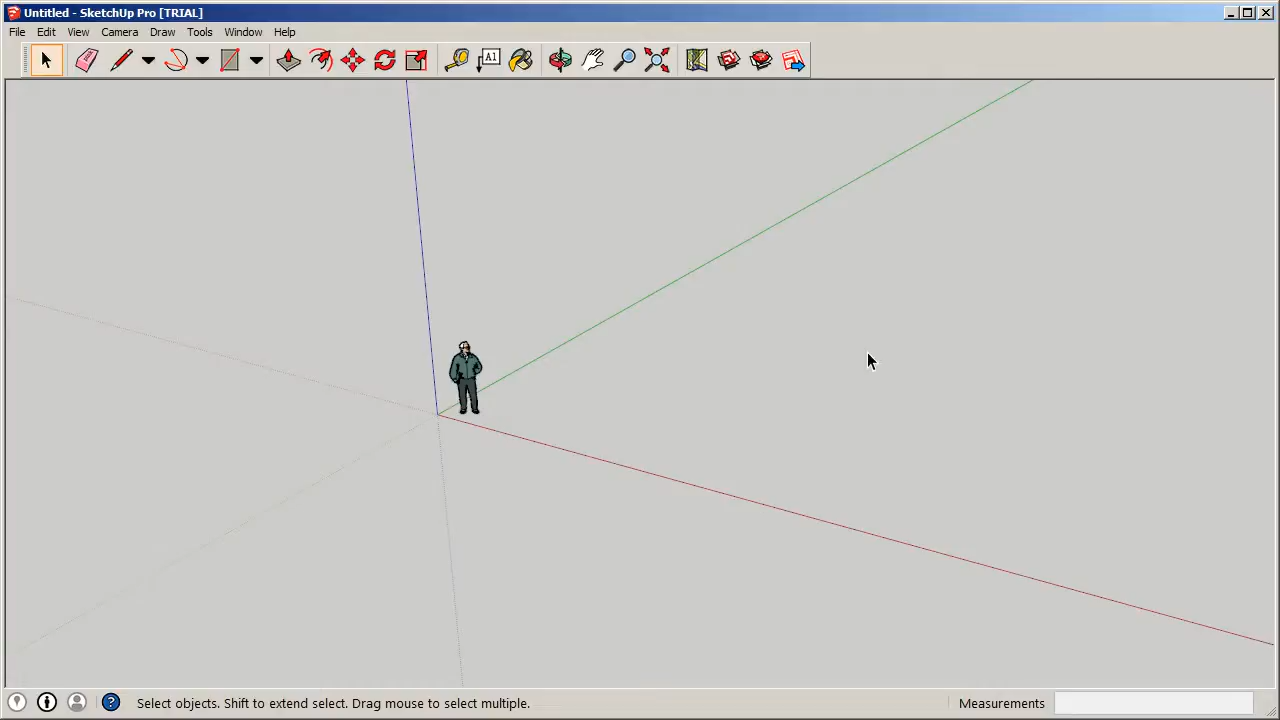 Untitled - SketchUp Pro [TRIAL]
File Edit View Camera Draw Tools Window Help
A1
Select objects. Shift to extend select. Drag mouse to select multiple.
Measurements